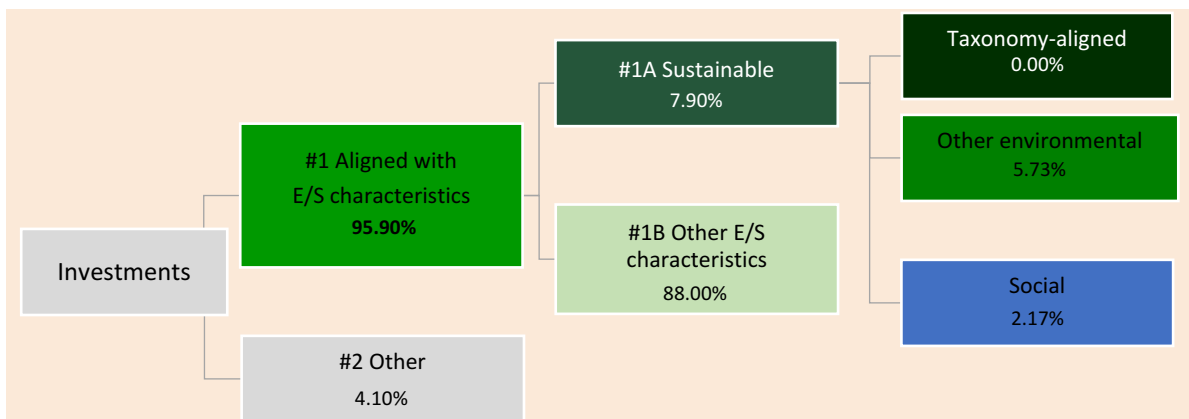 Investments
#1 Aligned with
E/S characteristics
95.90%
#2 Other
4.10%
#1A Sustainable
7.90%
#1B Other E/S
characteristics
88.00%
Taxonomy-aligned
0.00%
Other environmental
5.73%
Social
2.17%